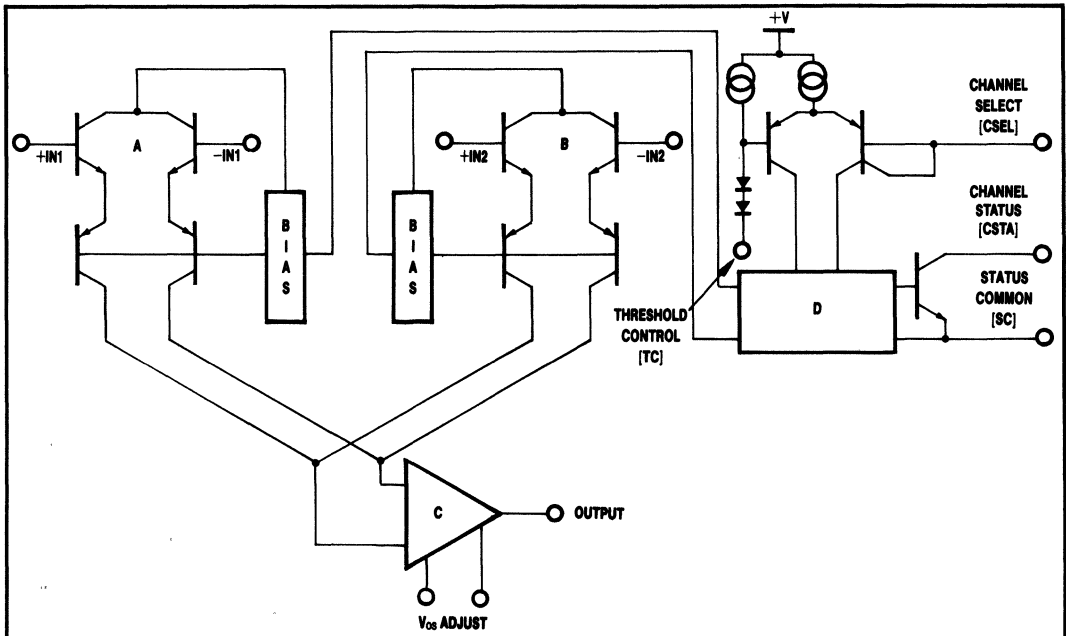 +V
CHANNEL
SELECT
[CSEL]
A
+IN1
−IN1
B
+IN2
−IN2
CHANNEL
STATUS
[CSTA]
B
I
A
S
B
I
A
S
THRESHOLD
CONTROL
[TC]
D
STATUS
COMMON
[SC]
C
OUTPUT
VOS ADJUST